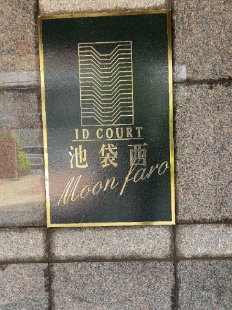 ID COURT
池袋西
Moon faro